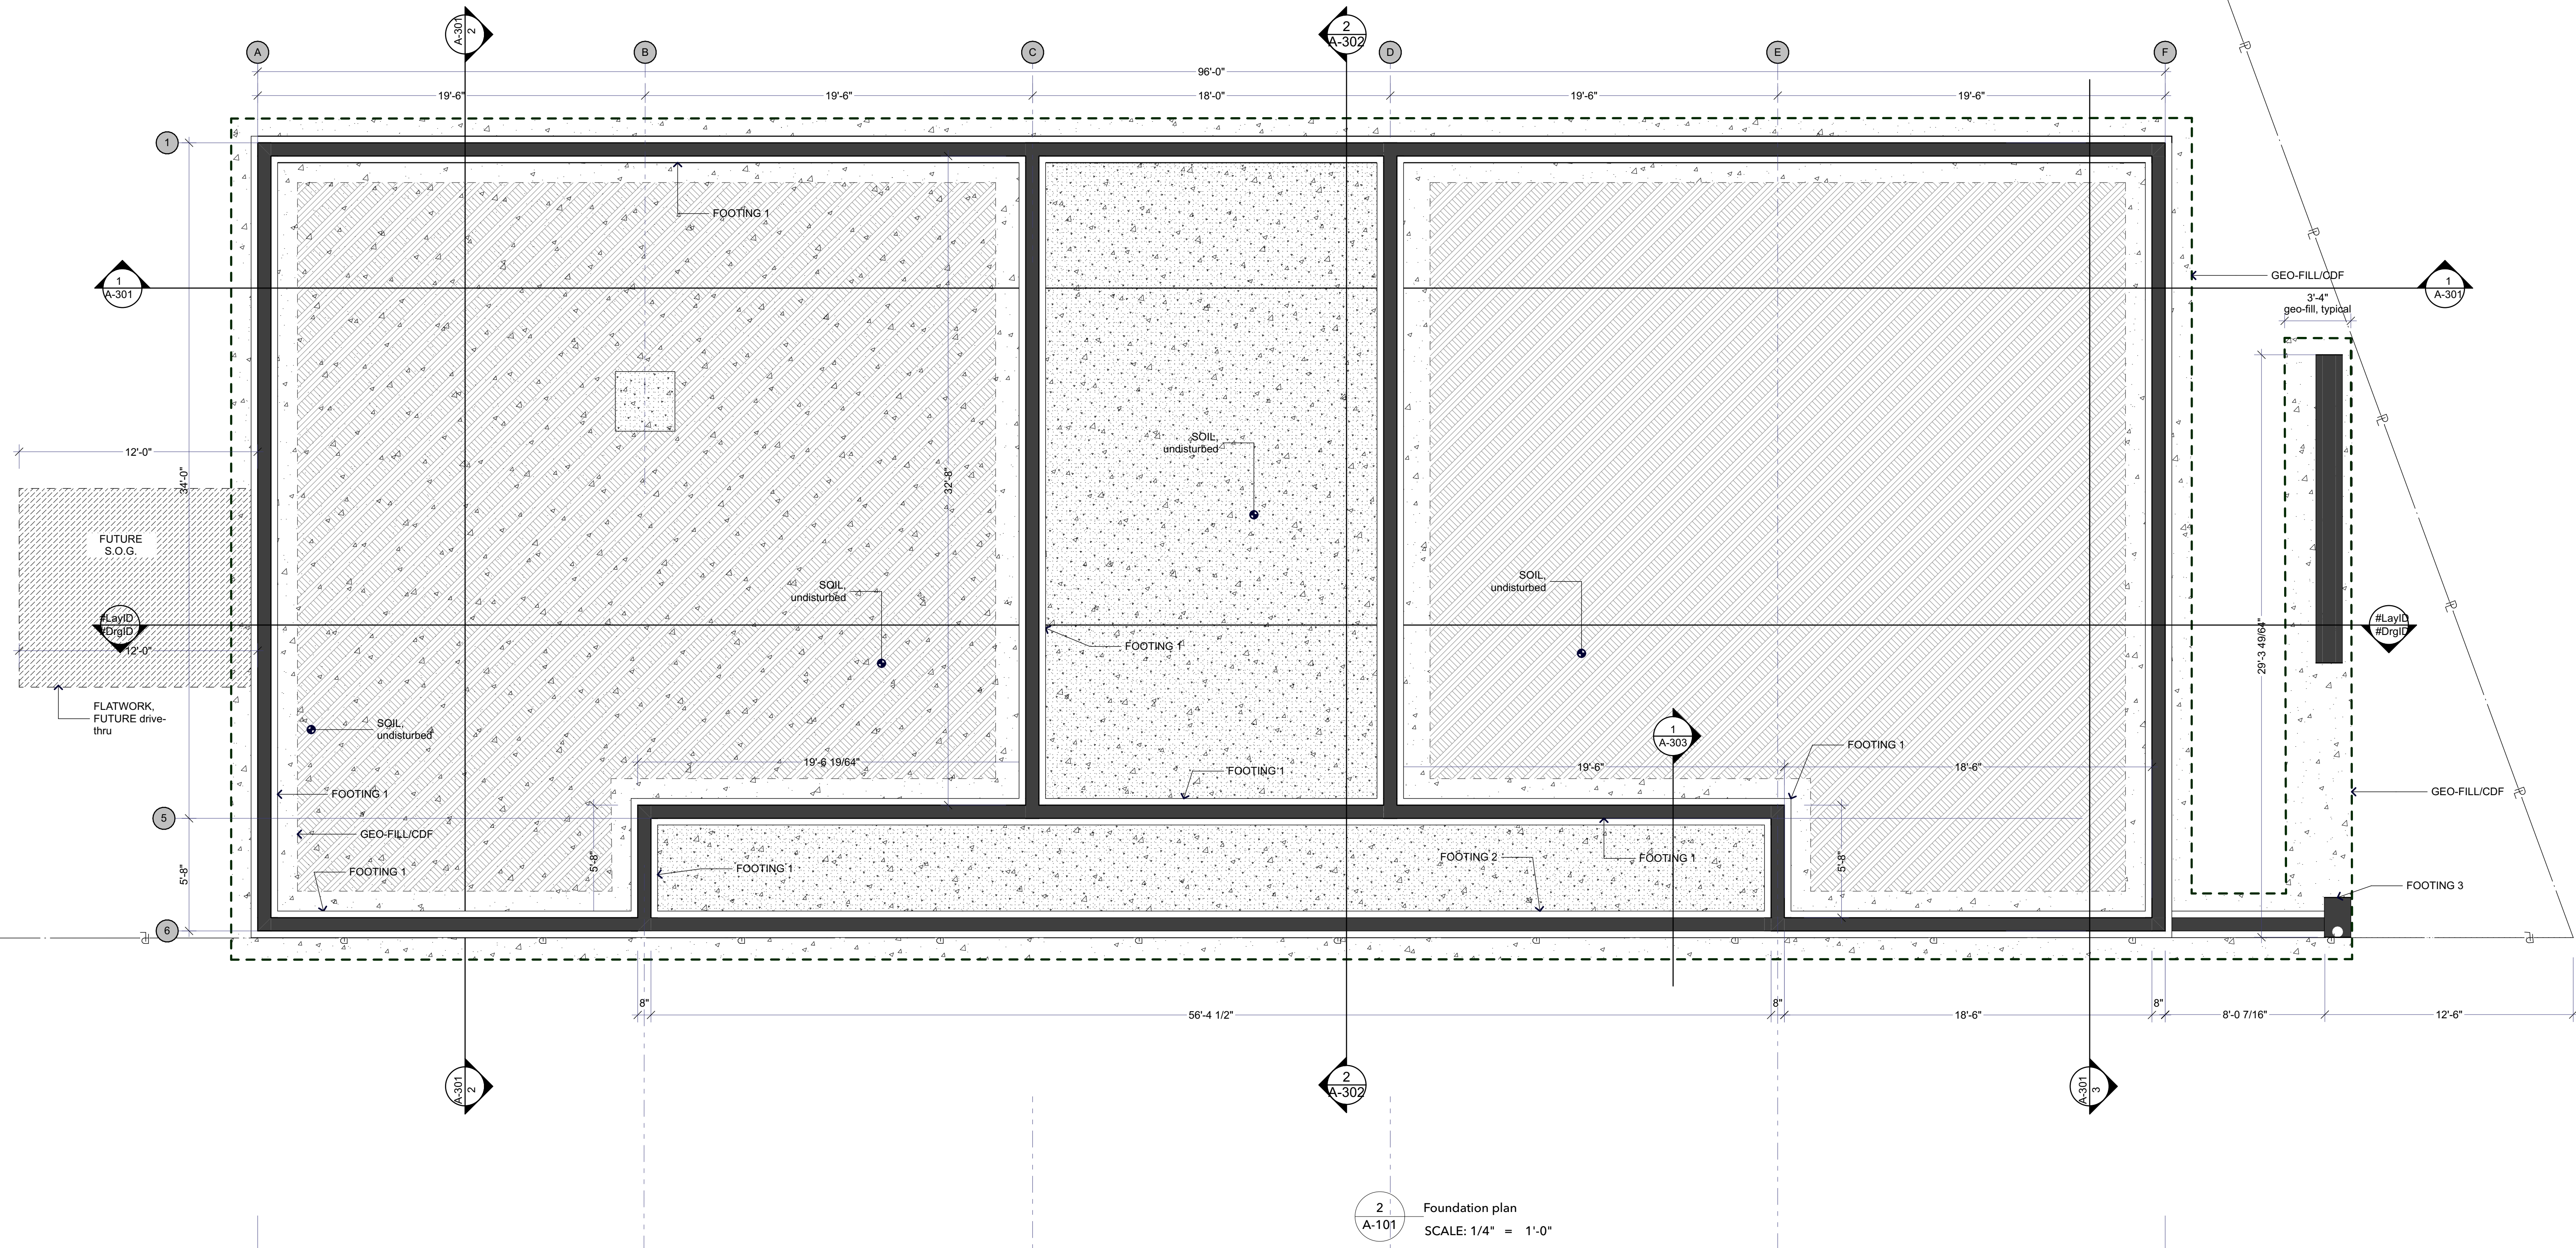 A-301
2
2
A-302
A
B
C
D
E
F
96'-0"
19'-6"
19'-6"
18'-0"
19'-6"
19'-6"
1
FOOTING 1
1
A-301
GEO-FILL/CDF
1
A-301
3'-4"
geo-fill, typical
SOIL,
undisturbed
12'-0"
34'-0"
32'-8"
FUTURE
S.O.G.
SOIL,
undisturbed
SOIL,
undisturbed
#LayID
#DrgID
#LayID
#DrgID
12'-0"
FOOTING 1
29'-3 49/64"
FLATWORK,
FUTURE drive-
thru
SOIL,
undisturbed
1
A-303
FOOTING 1
19'-6 19/64"
FOOTING 1
19'-6"
18'-6"
FOOTING 1
GEO-FILL/CDF
5
GEO-FILL/CDF
5'-8"
FOOTING 1
5'-8"
FOOTING 1
FOOTING 2
FOOTING 1
5'-8"
FOOTING 3
6
8"
8"
8"
56'-4 1/2"
18'-6"
8'-0 7/16"
12'-6"
A-301
2
2
A-302
A-301
3
2
A-101
Foundation plan
SCALE: 1/4" = 1'-0"